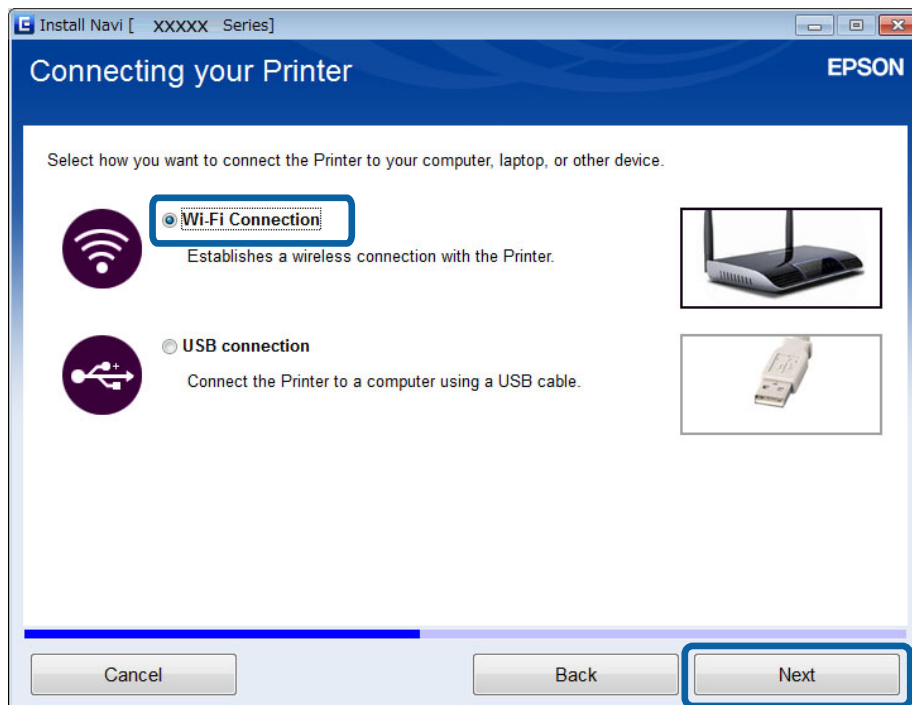 Install Navi [ XXXXX Series]
Connecting your Printer
EPSON
Select how you want to connect the Printer to your computer, laptop, or other device.
Wi-Fi Connection
Establishes a wireless connection with the Printer.
USB connection
Connect the Printer to a computer using a USB cable.
Cancel
Back
Next